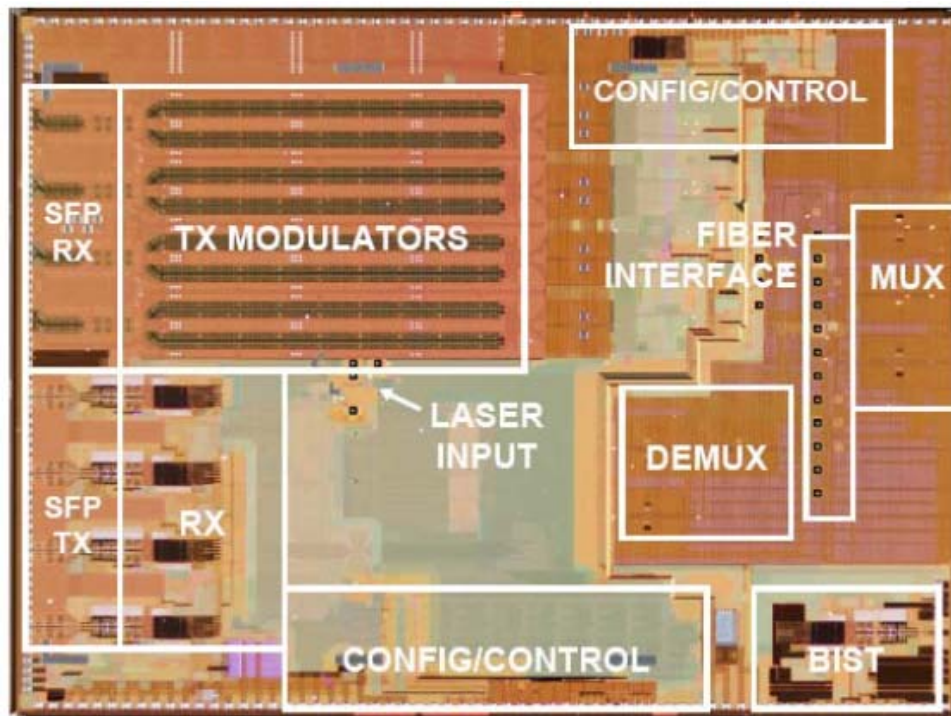 CONFIG/CONTROL
SFP
RX
TX MODULATORS
FIBER
INTERFACE
MUX
LASER
INPUT
DEMUX
SFP
TX
RX
CONFIG/CONTROL
BIST